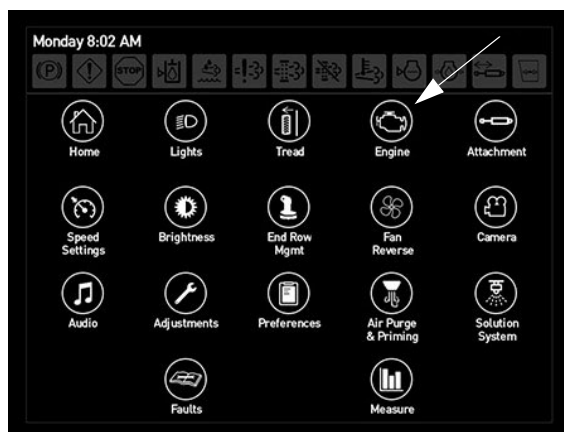 Monday 8:02 AM
(P) STOP
Home Lights Tread Engine Attachment
Speed Brightness End Row Fan Camera
Settings Mgmt Reverse
Audio Adjustments Preferences Air Purge Solution
& Priming System
Faults Measure